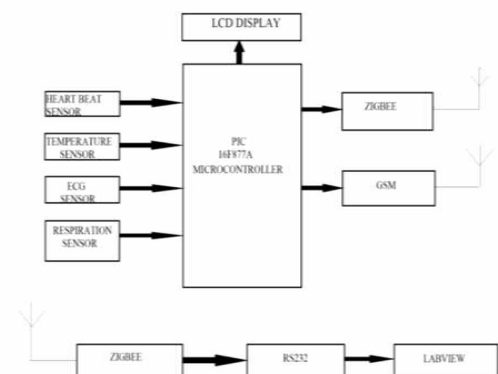 LCD DISPLAY
HEART BEAT
SENSOR
TEMPERATURE
SENSOR
ECG
SENSOR
RESPIRATION
SENSOR
PIC
16F877A
MICROCONTROLLER
ZIGBEE
GSM
ZIGBEE
RS232
LABVIEW